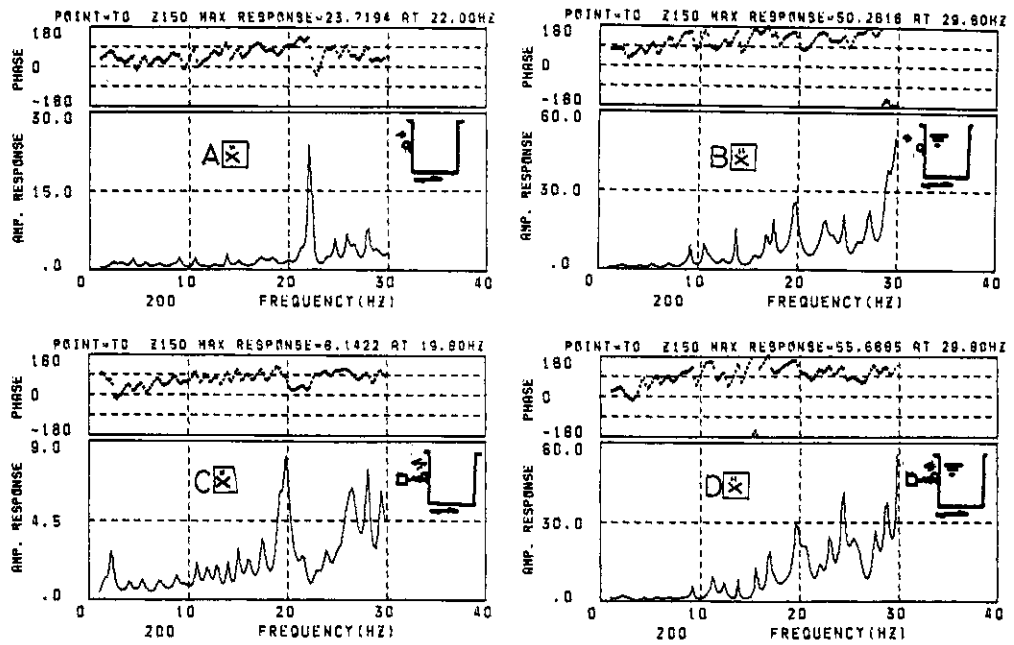 POINT=TO Z150 MAX RESPONSE=23.7194 AT 22.00HZ
180
0
-180
PHASE
30.0
15.0
.0
AMP. RESPONSE
A ẍ
0 10 20 30 40
200 FREQUENCY(HZ)
POINT=TO Z150 MAX RESPONSE=50.2818 AT 29.80HZ
180
0
-180
PHASE
60.0
30.0
.0
AMP. RESPONSE
B ẍ
0 10 20 30 40
200 FREQUENCY(HZ)
POINT=TO Z150 MAX RESPONSE=8.1422 AT 19.80HZ
180
0
-180
PHASE
9.0
4.5
.0
AMP. RESPONSE
C ẍ
0 10 20 30 40
200 FREQUENCY(HZ)
POINT=TO Z150 MAX RESPONSE=55.6685 AT 29.80HZ
180
0
-180
PHASE
60.0
30.0
.0
AMP. RESPONSE
D ẍ
0 10 20 30 40
200 FREQUENCY(HZ)